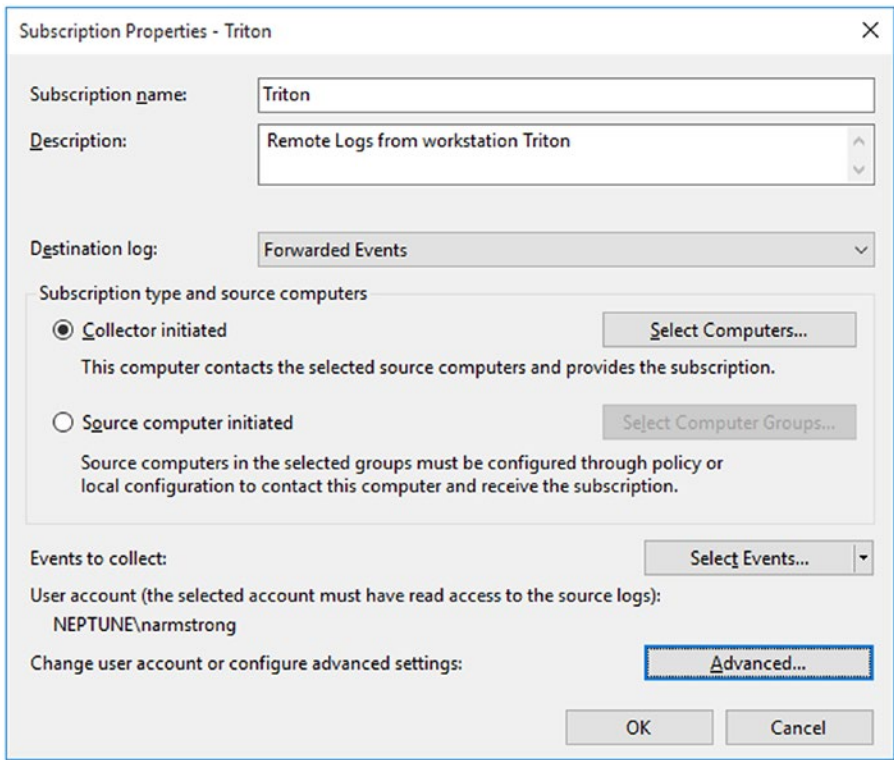 Subscription Properties - Triton
Subscription name:
Triton
Description:
Remote Logs from workstation Triton
Destination log:
Forwarded Events
Subscription type and source computers
Collector initiated
Select Computers...
This computer contacts the selected source computers and provides the subscription.
Source computer initiated
Select Computer Groups...
Source computers in the selected groups must be configured through policy or
local configuration to contact this computer and receive the subscription.
Events to collect:
Select Events...
User account (the selected account must have read access to the source logs):
NEPTUNE\narmstrong
Change user account or configure advanced settings:
Advanced...
OK
Cancel